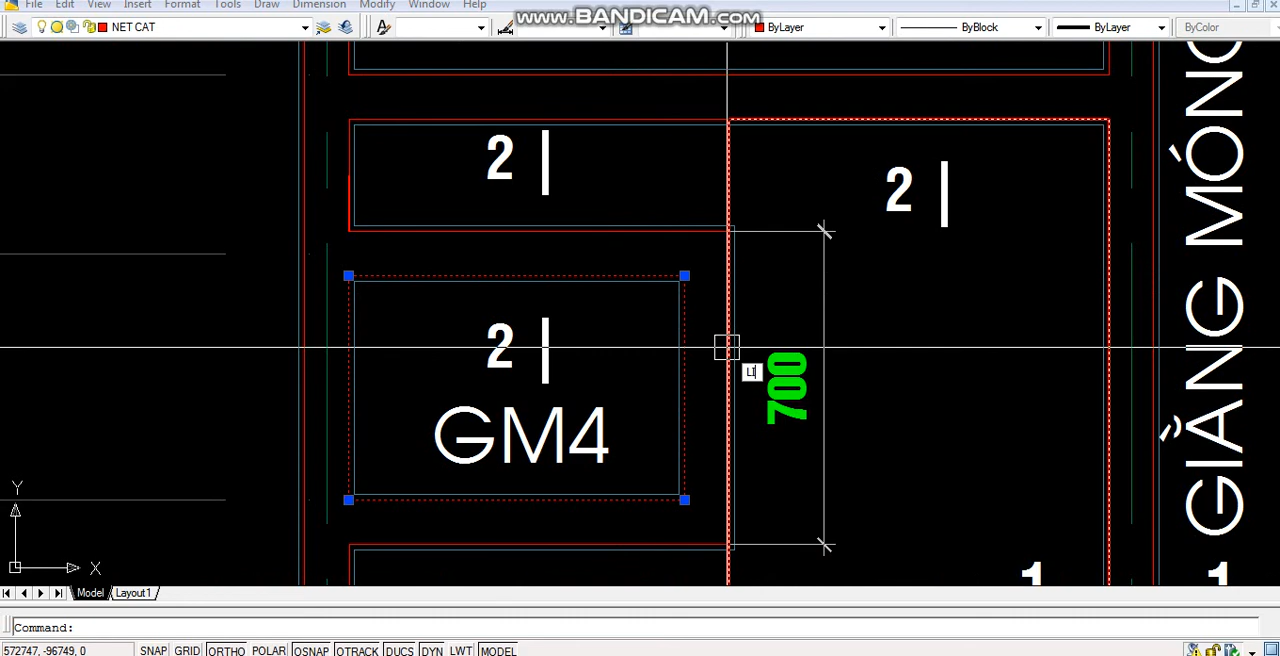 File Edit View Insert Format Tools Draw Dimension Modify Window Help
www.BANDICAM.com
NET CAT
ByLayer
ByBlock
ByLayer
ByColor
2
2
2
GM4
LI
700
1
1
GIẰNG MÓNG
Y
X
Model
Layout1
Command:
572747, -96749, 0
SNAP GRID ORTHO POLAR OSNAP OTRACK DUCS DYN LWT MODEL